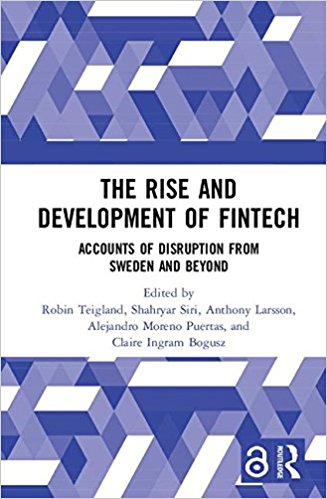 THE RISE AND
DEVELOPMENT OF FINTECH
ACCOUNTS OF DISRUPTION FROM
SWEDEN AND BEYOND
Edited by
Robin Teigland, Shahryar Siri, Anthony Larsson,
Alejandro Moreno Puertas, and
Claire Ingram Bogusz
ROUTLEDGE